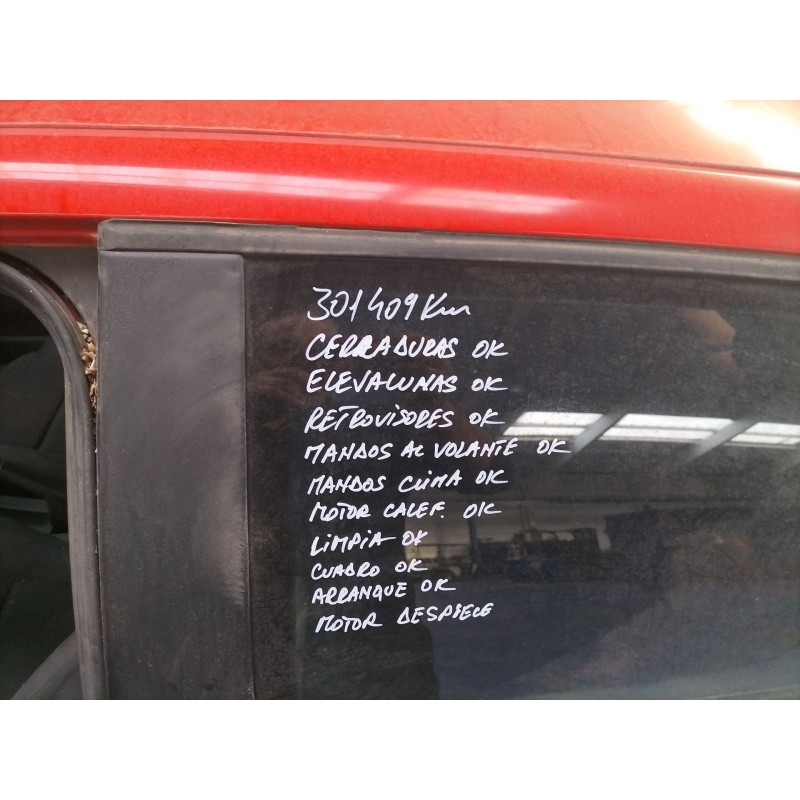 301409 Km
CERRADURAS OK
ELEVALUNAS OK
RETROVISORES OK
MANDOS AL VOLANTE OK
MANDOS CLIMA OK
MOTOR CALEF. OK
LIMPIA OK
CUADRO OK
ARRANQUE OK
MOTOR DESPIECE